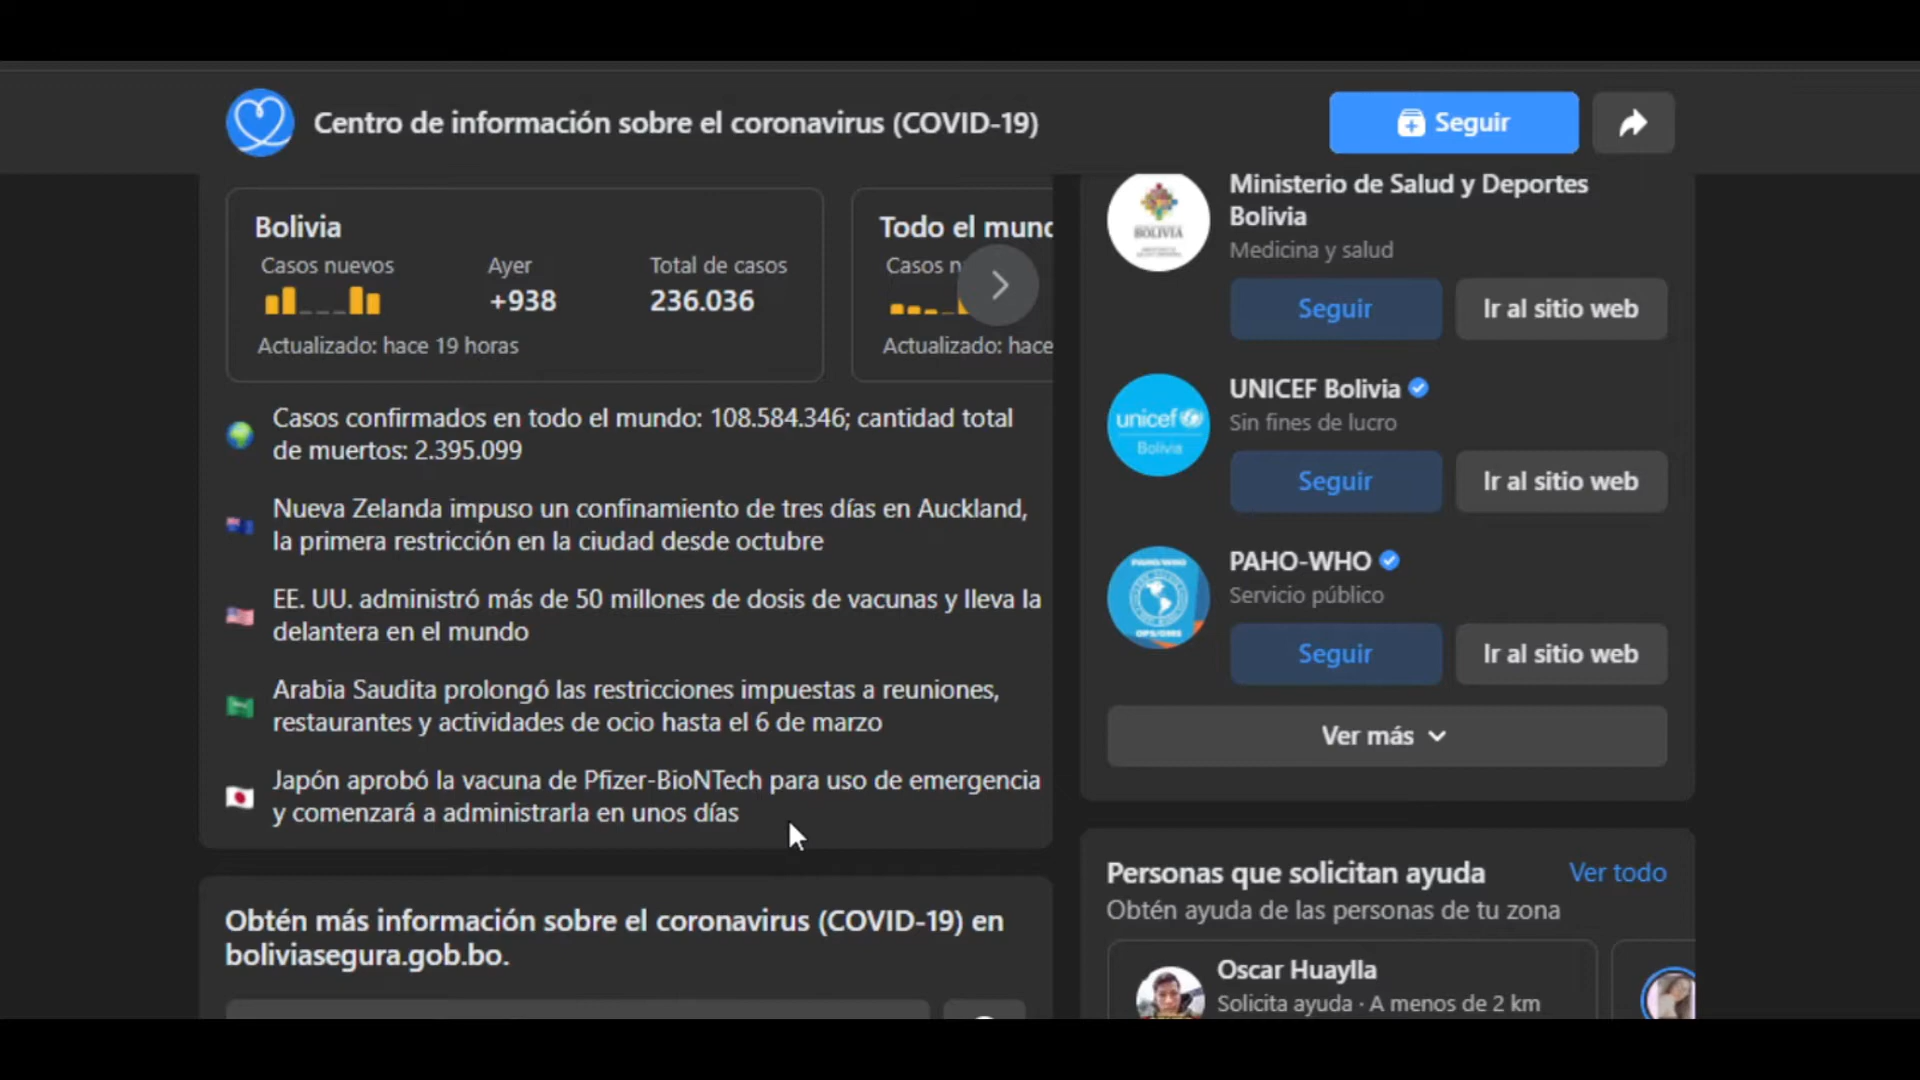 Centro de información sobre el coronavirus (COVID-19)
Seguir
Bolivia
Casos nuevos
Ayer
Total de casos
+938
236.036
Actualizado: hace 19 horas
Todo el
Casos
Actualizado: hace
Casos confirmados en todo el mundo: 108.584.346; cantidad total
de muertos: 2.395.099
Nueva Zelanda impuso un confinamiento de tres días en Auckland,
la primera restricción en la ciudad desde octubre
EE. UU. administró más de 50 millones de dosis de vacunas y lleva la
delantera en el mundo
Arabia Saudita prolongó las restricciones impuestas a reuniones,
restaurantes y actividades de ocio hasta el 6 de marzo
Japón aprobó la vacuna de Pfizer-BioNTech para uso de emergencia
y comenzará a administrarla en unos días
Obtén más información sobre el coronavirus (COVID-19) en
boliviasegura.gob.bo.
BOLIVIA
Ministerio de Salud y Deportes
Bolivia
Medicina y salud
Seguir
Ir al sitio web
unicef
Bolivia
UNICEF Bolivia
Sin fines de lucro
Seguir
Ir al sitio web
PAHO/WHO
OPS/OMS
PAHO-WHO
Servicio público
Seguir
Ir al sitio web
Ver más
Personas que solicitan ayuda
Ver todo
Obtén ayuda de las personas de tu zona
Oscar Huaylla
Solicita ayuda · A menos de 2 km